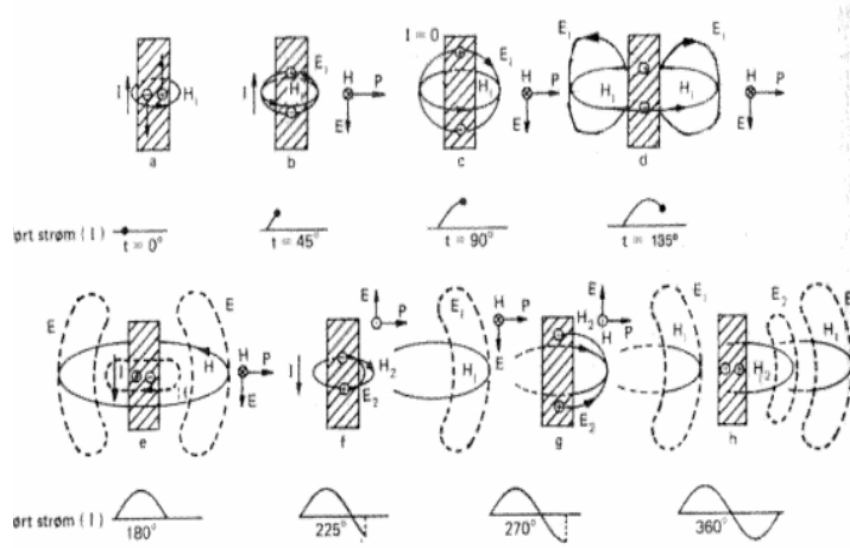 I H₁
a
I E₁ H₁ H P E
b
I = 0 E₁ H₁ H P E
c
E₁ E₁ H₁ H₁ H P E
d
ørt strøm (I) t = 0° t = 45° t = 90° t = 135°
E E I H H P E
e
I E P H₂ E₂
f
E₁ H₁ H P E
E P H₂ H E₂
g
E₁ H₁
H₂ E₂ E H₁
h
ørt strøm (I) 180° 225° 270° 360°